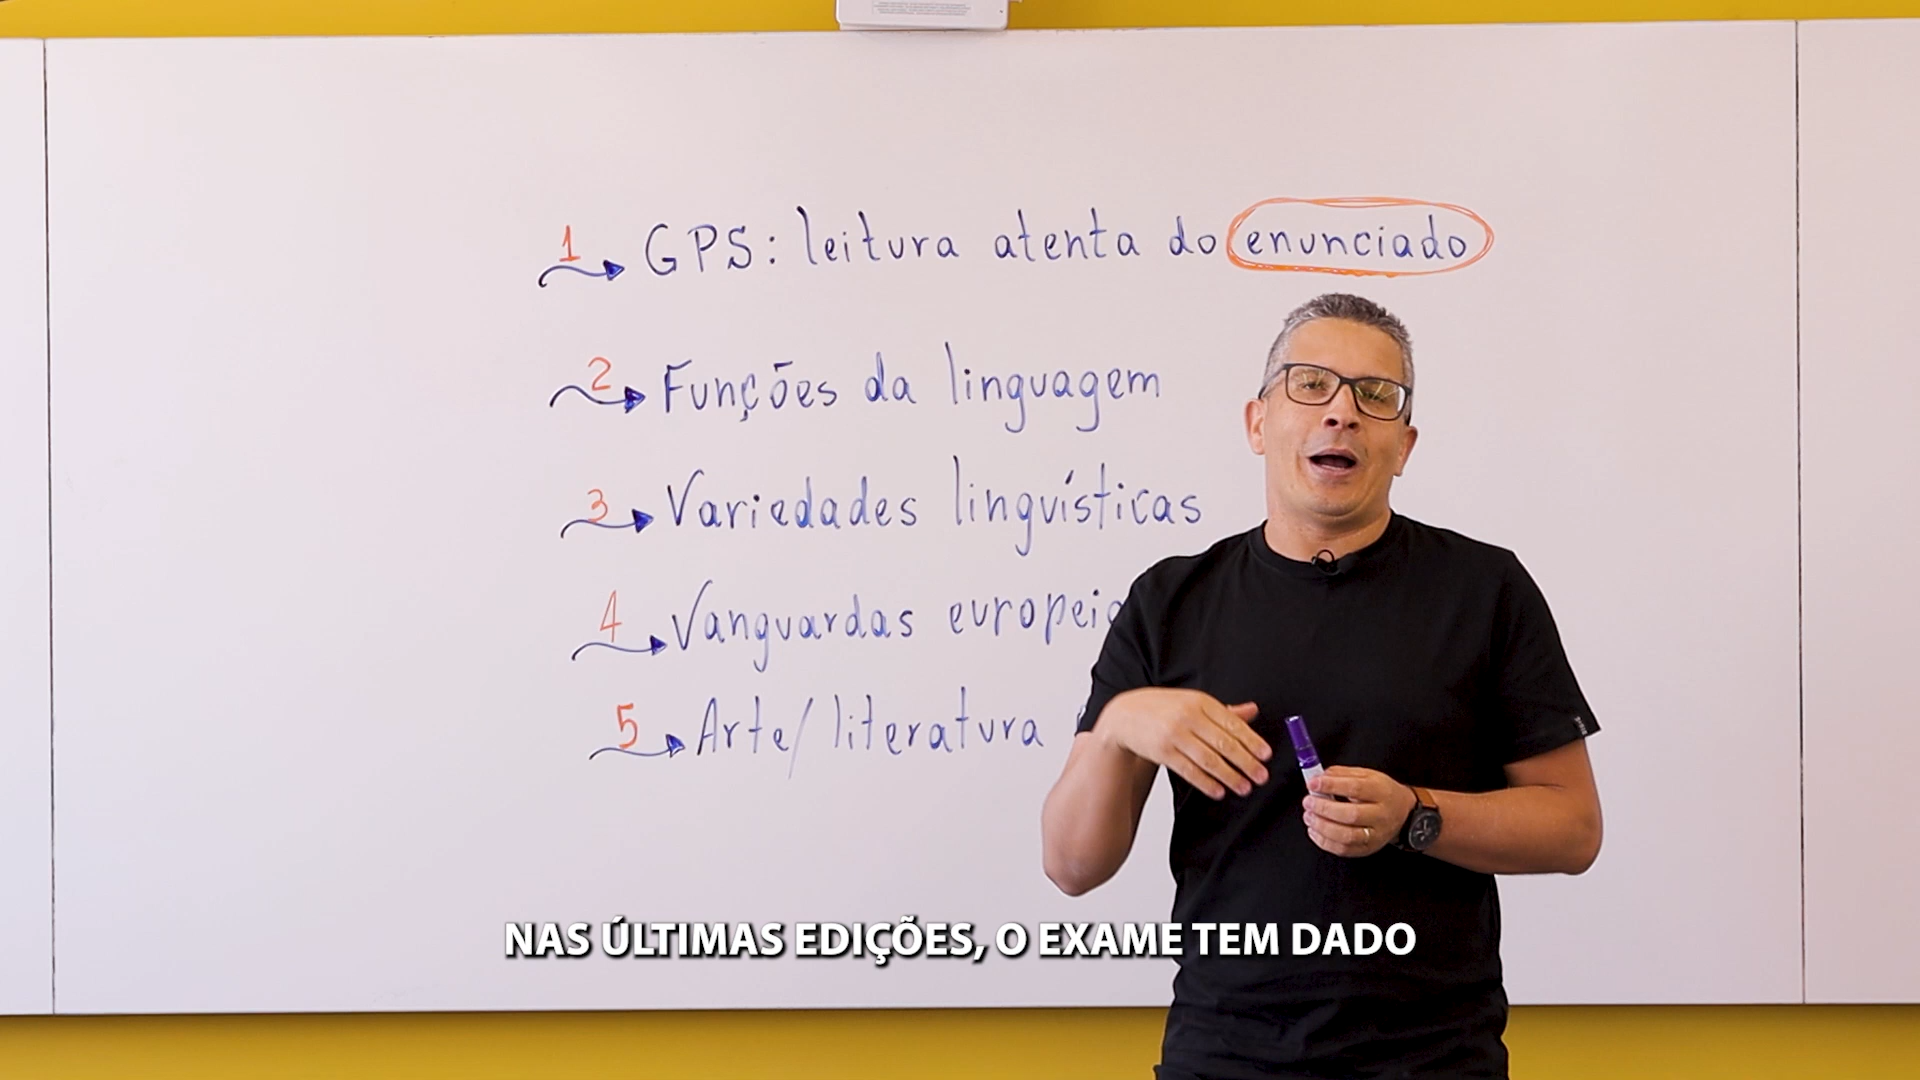 1 GPS: leitura atenta do enunciado
2 Funções da linguagem
3 Variedades linguísticas
4 Vanguardas europeia
5 Arte/literatura
NAS ÚLTIMAS EDIÇÕES, O EXAME TEM DADO